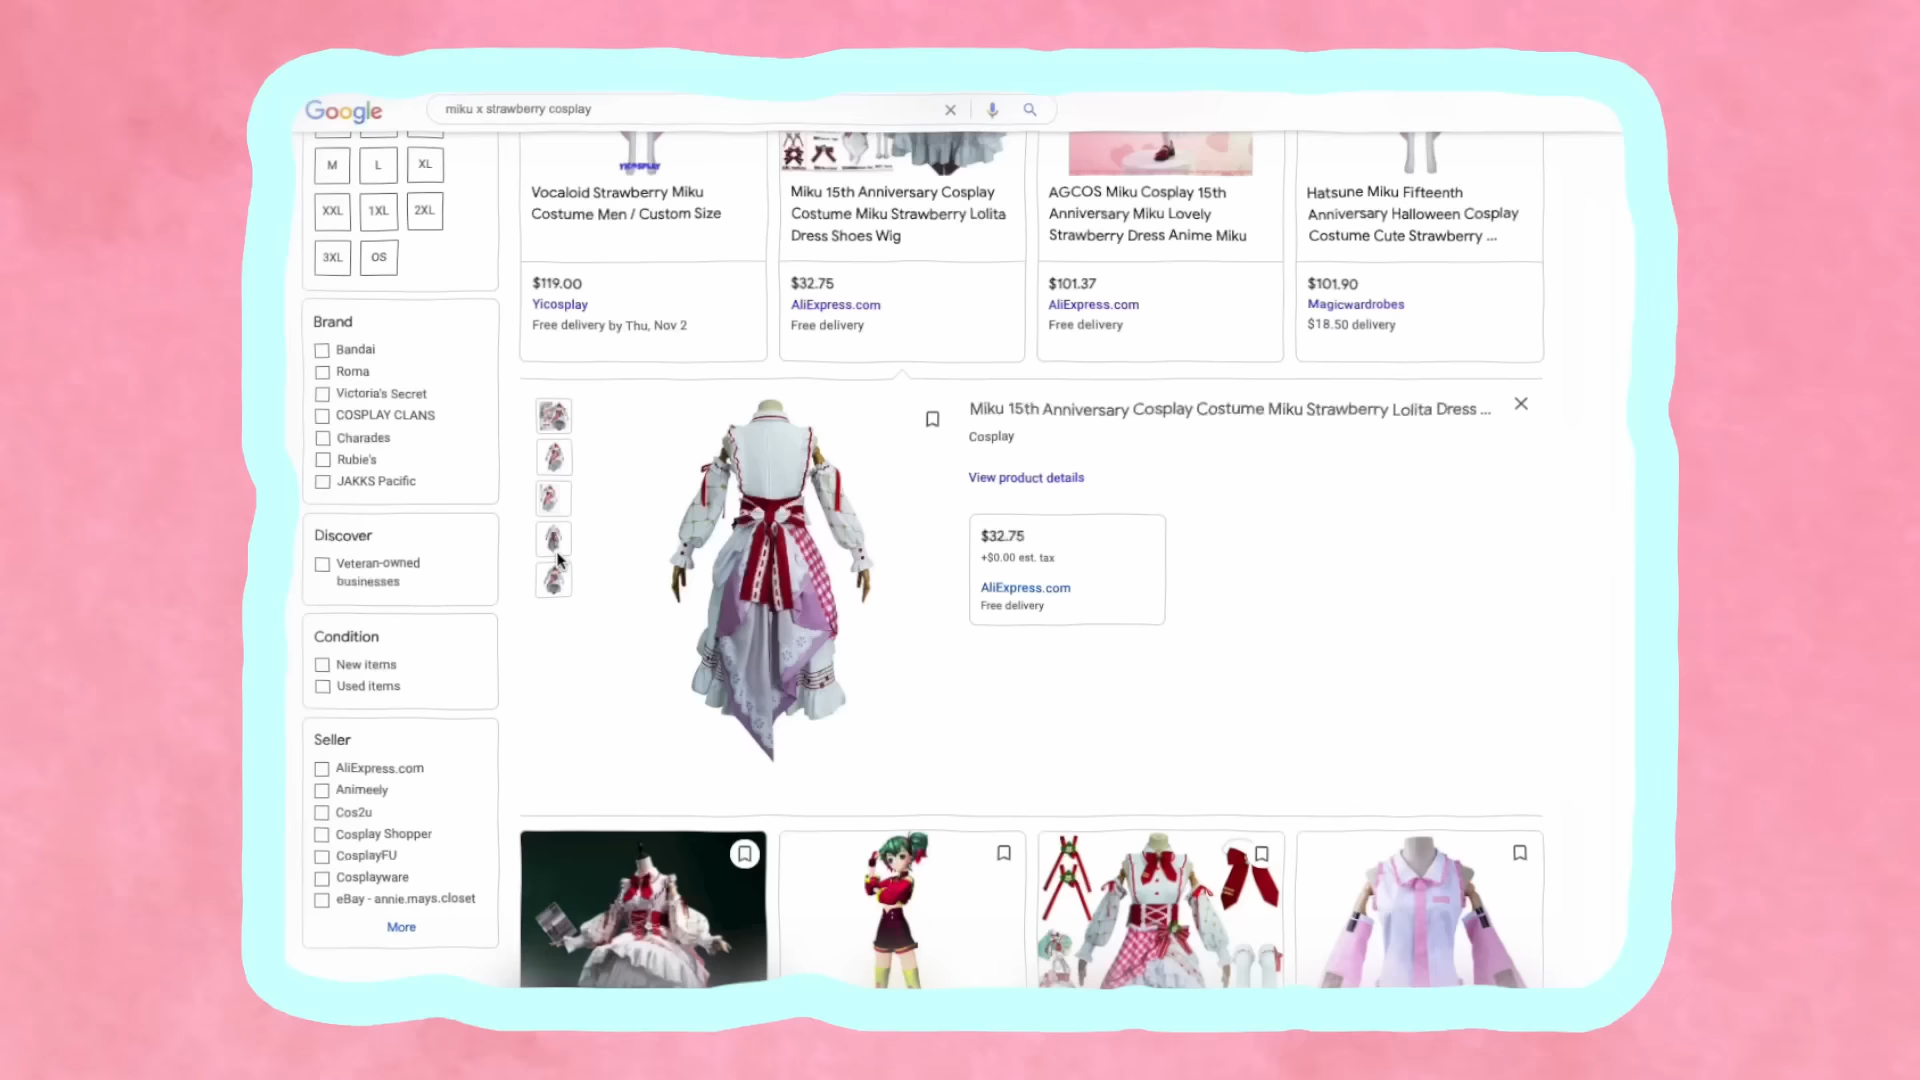 Google
miku x strawberry cosplay
M
L
XL
XXL
1XL
2XL
3XL
OS
Brand
Bandai
Roma
Victoria's Secret
COSPLAY CLANS
Charades
Rubie's
JAKKS Pacific
Discover
Veteran-owned
businesses
Condition
New items
Used items
Seller
AliExpress.com
Animeely
Cos2u
Cosplay Shopper
CosplayFU
Cosplayware
eBay - annie.mays.closet
More
YICOSPLAY
Vocaloid Strawberry Miku
Costume Men / Custom Size
$119.00
Yicosplay
Free delivery by Thu, Nov 2
Miku 15th Anniversary Cosplay
Costume Miku Strawberry Lolita
Dress Shoes Wig
$32.75
AliExpress.com
Free delivery
AGCOS Miku Cosplay 15th
Anniversary Miku Lovely
Strawberry Dress Anime Miku
$101.37
AliExpress.com
Free delivery
Hatsune Miku Fifteenth
Anniversary Halloween Cosplay
Costume Cute Strawberry ...
$101.90
Magicwardrobes
$18.50 delivery
Miku 15th Anniversary Cosplay Costume Miku Strawberry Lolita Dress ...
Cosplay
View product details
$32.75
+$0.00 est. tax
AliExpress.com
Free delivery